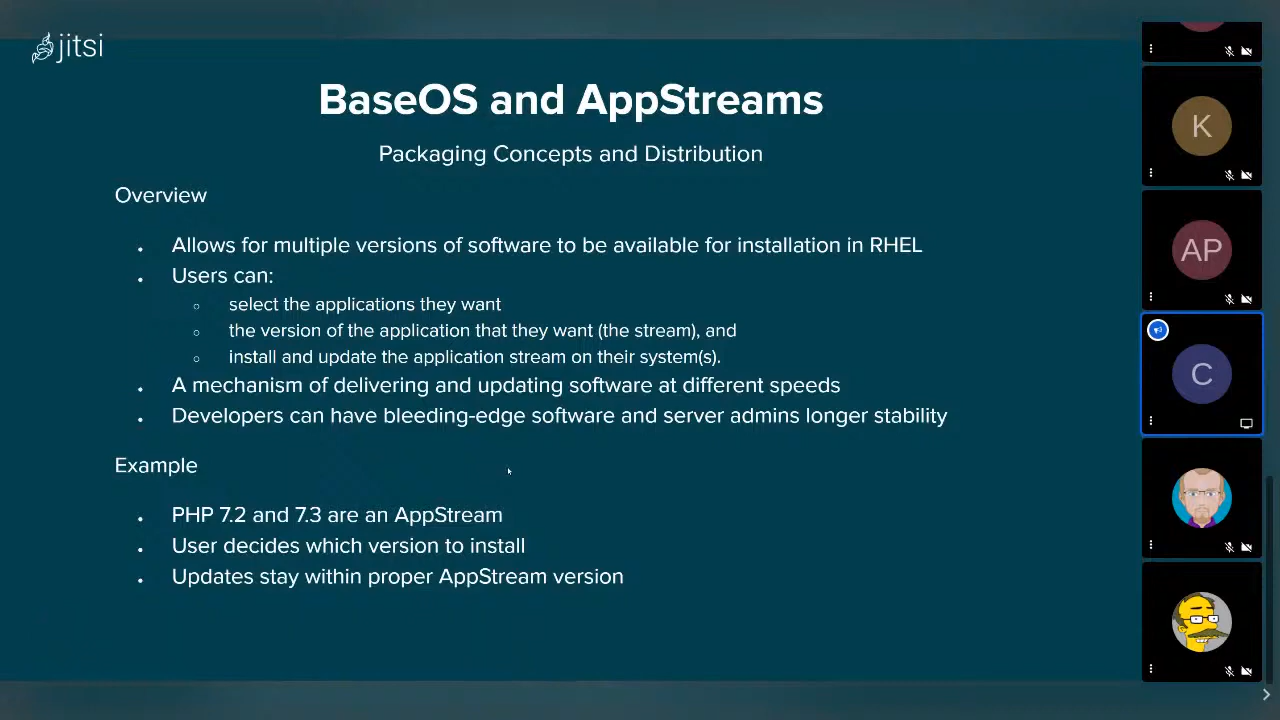 jitsi
BaseOS and AppStreams
Packaging Concepts and Distribution
Overview
Allows for multiple versions of software to be available for installation in RHEL
Users can:
select the applications they want
the version of the application that they want (the stream), and
install and update the application stream on their system(s).
A mechanism of delivering and updating software at different speeds
Developers can have bleeding-edge software and server admins longer stability
Example
PHP 7.2 and 7.3 are an AppStream
User decides which version to install
Updates stay within proper AppStream version
K
AP
C